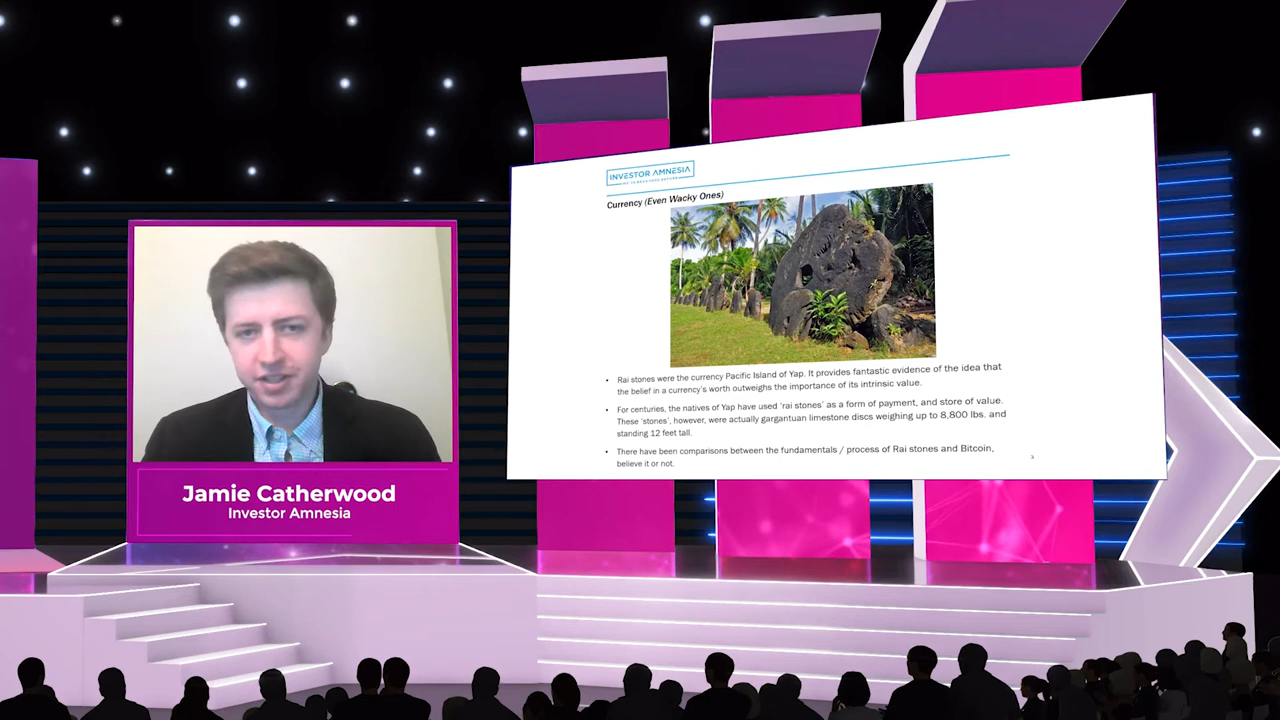 INVESTOR AMNESIA
Currency (Even Wacky Ones)
• Rai stones were the currency Pacific Island of Yap. It provides fantastic evidence of the idea that
the belief in a currency's worth outweighs the importance of its intrinsic value.
• For centuries, the natives of Yap have used 'rai stones' as a form of payment, and store of value.
These 'stones', however, were actually gargantuan limestone discs weighing up to 8,800 lbs. and
standing 12 feet tall.
• There have been comparisons between the fundamentals / process of Rai stones and Bitcoin,
believe it or not.
3
Jamie Catherwood
Investor Amnesia